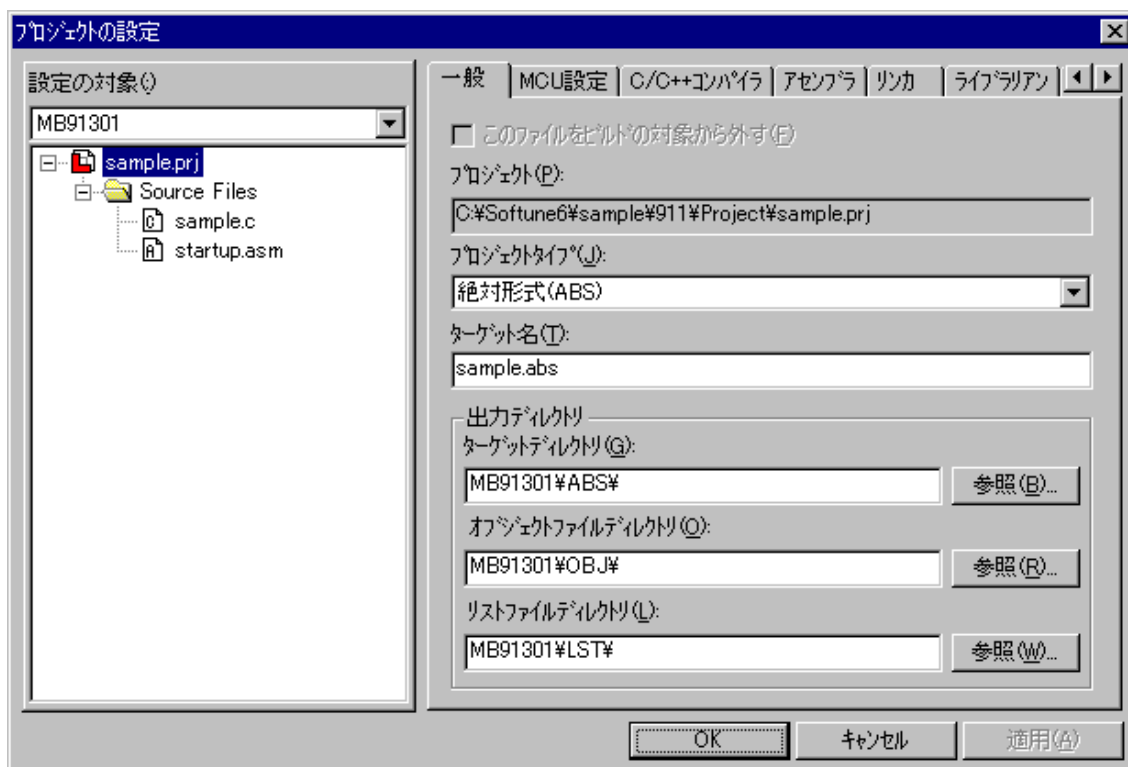 プロジェクトの設定
設定の対象(:)
MB91301
sample.prj
Source Files
sample.c
startup.asm
一般 MCU設定 C/C++コンパイラ アセンブラ リンカ ライブラリアン
このファイルをビルドの対象から外す(F)
プロジェクト(P):
C:¥Softune6¥sample¥911¥Project¥sample.prj
プロジェクトタイプ(J):
絶対形式(ABS)
ターゲット名(T):
sample.abs
出力ディレクトリ
ターゲットディレクトリ(G):
MB91301¥ABS¥
参照(B)...
オブジェクトファイルディレクトリ(O):
MB91301¥OBJ¥
参照(R)...
リストファイルディレクトリ(L):
MB91301¥LST¥
参照(W)...
OK キャンセル 適用(A)